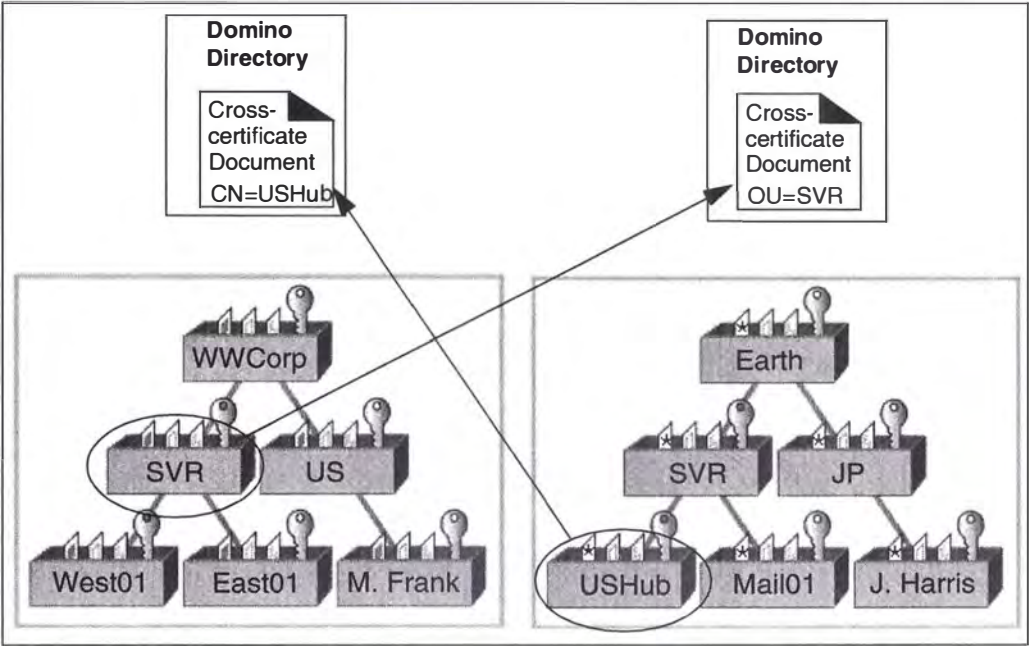 Domino
Directory
Cross-
certificate
Document
CN=USHub
Domino
Directory
Cross-
certificate
Document
OU=SVR
WWCorp
SVR
US
West01
East01
M. Frank
Earth
SVR
JP
USHub
Mail01
J. Harris